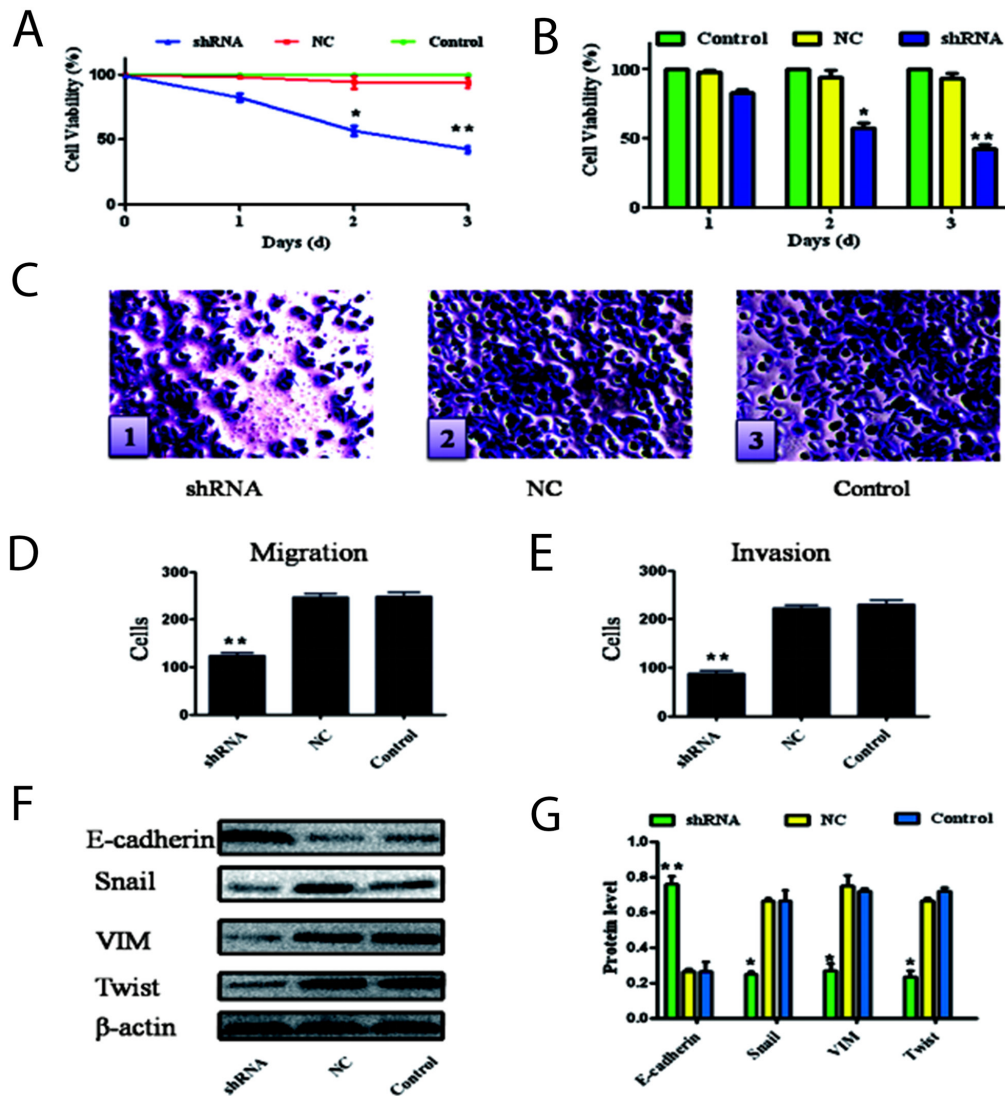 A
shRNA NC Control
Cell Viability (%)
100
50
0
0 1 2 3
Days (d)
*
**
B
Control NC shRNA
Cell Viability (%)
100
50
0
1 2 3
Days (d)
*
**
C
1
2
3
shRNA
NC
Control
D
Migration
Cells
300
200
100
0
**
shRNA
NC
Control
E
Invasion
Cells
300
200
100
0
**
shRNA
NC
Control
F
E-cadherin
Snail
VIM
Twist
β-actin
shRNA
NC
Control
G
shRNA NC Control
Protein level
1.0
0.8
0.6
0.4
0.2
0.0
**
*
*
*
E-cadherin
Snail
VIM
Twist